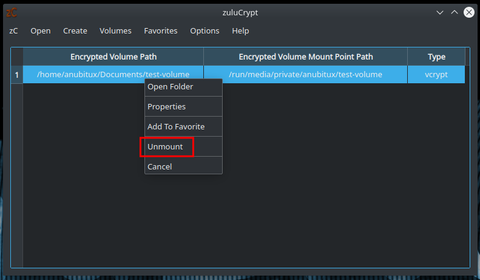 zuluCrypt
zC Open Create Volumes Favorites Options Help
Encrypted Volume Path Encrypted Volume Mount Point Path Type
1 /home/anubitux/Documents/test-volume /run/media/private/anubitux/test-volume vcrypt
Open Folder
Properties
Add To Favorite
Unmount
Cancel